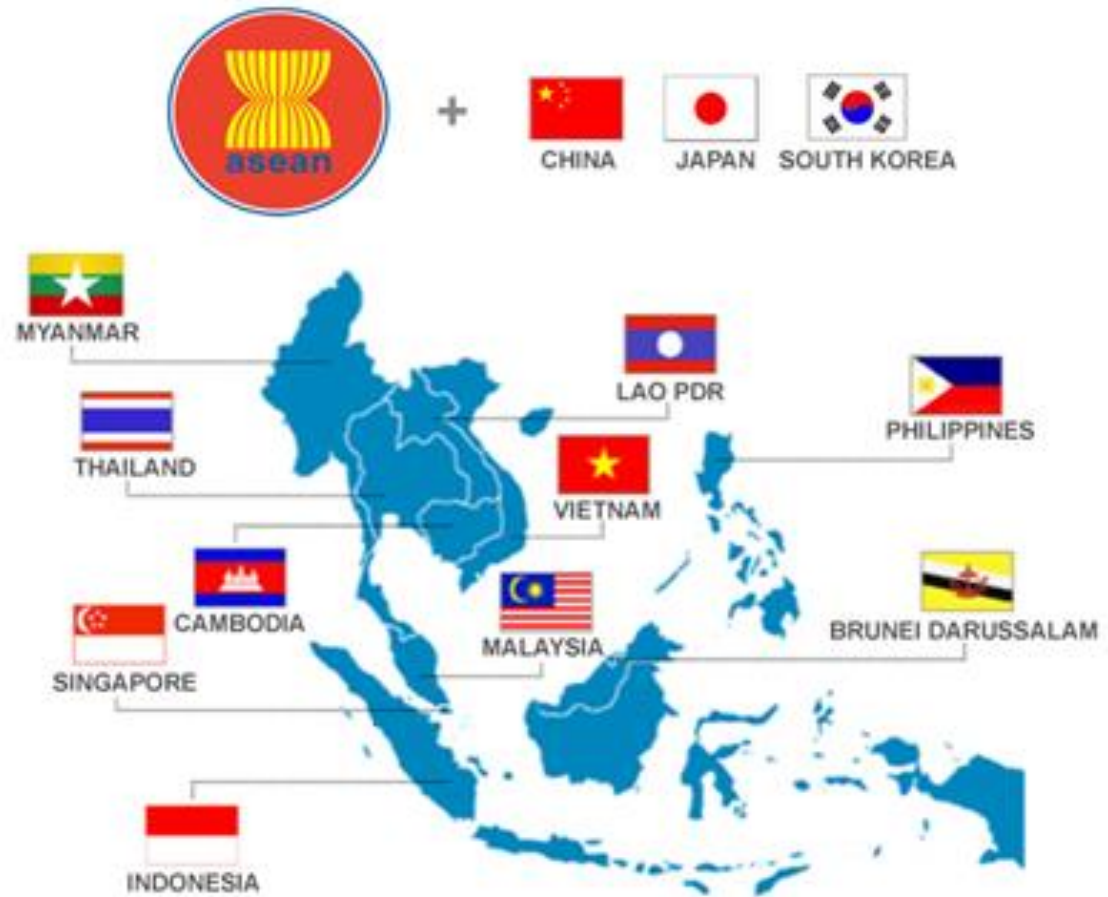 asean
+
CHINA JAPAN SOUTH KOREA
MYANMAR
LAO PDR
PHILIPPINES
THAILAND
VIETNAM
CAMBODIA
BRUNEI DARUSSALAM
MALAYSIA
SINGAPORE
INDONESIA